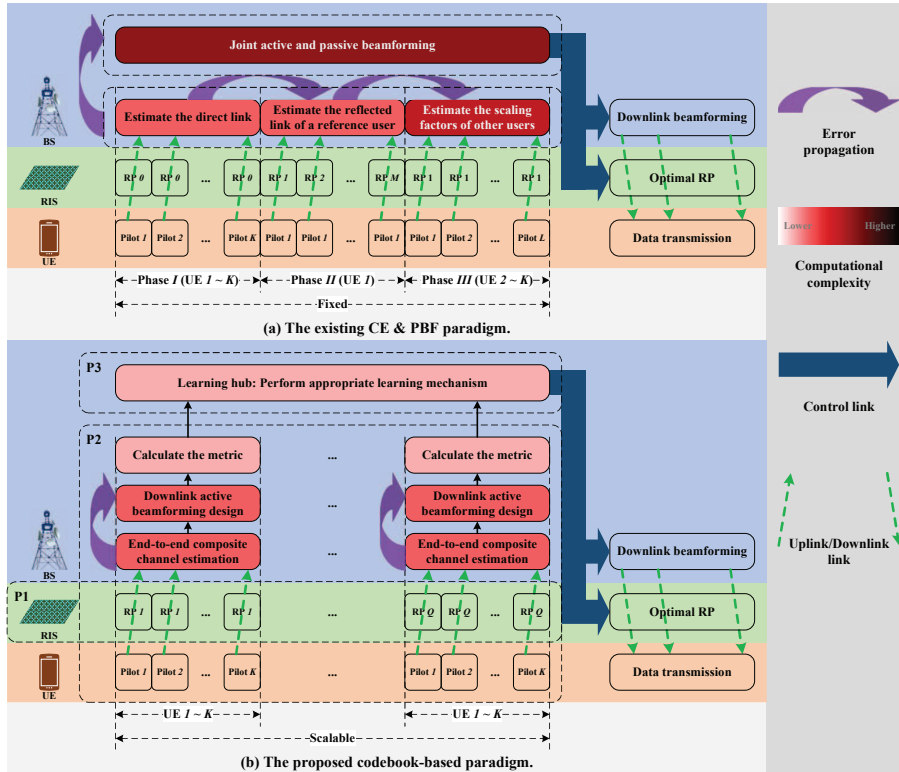 Joint active and passive beamforming
Estimate the direct link
Estimate the reflected
link of a reference user
Estimate the scaling
factors of other users
Downlink beamforming
BS
RP 0 RP 0 ... RP 0 RP 1 RP 2 ... RP M RP 1 RP 1 ... RP 1
Optimal RP
RIS
Pilot 1 Pilot 2 ... Pilot K Pilot 1 Pilot 1 ... Pilot 1 Pilot 1 Pilot 2 ... Pilot L
Data transmission
UE
Phase I (UE 1 ~ K) Phase II (UE 1) Phase III (UE 2 ~ K)
Fixed
(a) The existing CE & PBF paradigm.
P3
Learning hub: Perform appropriate learning mechanism
P2
Calculate the metric ... Calculate the metric
Downlink active
beamforming design
...
Downlink active
beamforming design
End-to-end composite
channel estimation
...
End-to-end composite
channel estimation
Downlink beamforming
BS
P1
RP 1 RP 1 ... RP 1 ... RP Q RP Q ... RP Q
Optimal RP
RIS
Pilot 1 Pilot 2 ... Pilot K ... Pilot 1 Pilot 2 ... Pilot K
Data transmission
UE
UE 1 ~ K UE 1 ~ K
Scalable
(b) The proposed codebook-based paradigm.
Error
propagation
Lower Higher
Computational
complexity
Control link
Uplink/Downlink
link